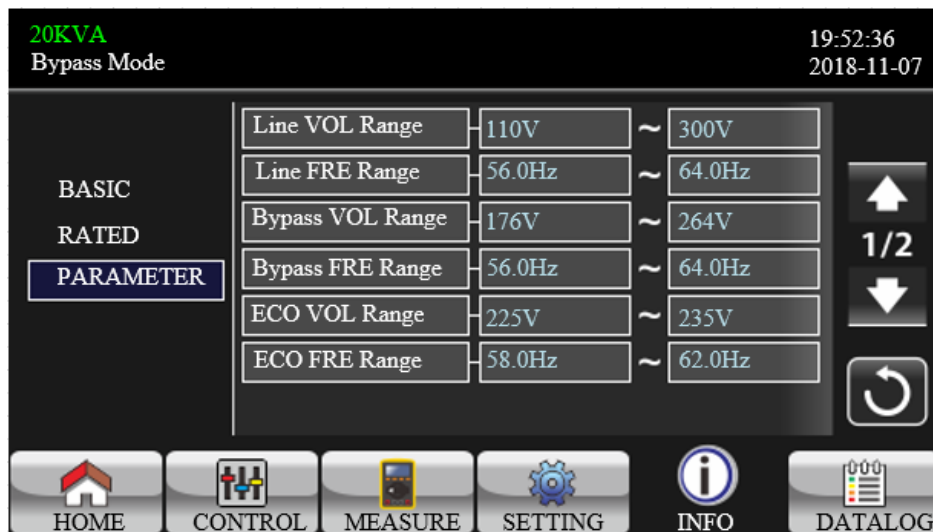 20KVA
Bypass Mode
19:52:36
2018-11-07
BASIC
RATED
PARAMETER
Line VOL Range 110V ~ 300V
Line FRE Range 56.0Hz ~ 64.0Hz
Bypass VOL Range 176V ~ 264V
Bypass FRE Range 56.0Hz ~ 64.0Hz
ECO VOL Range 225V ~ 235V
ECO FRE Range 58.0Hz ~ 62.0Hz
1/2
HOME CONTROL MEASURE SETTING INFO DATALOG